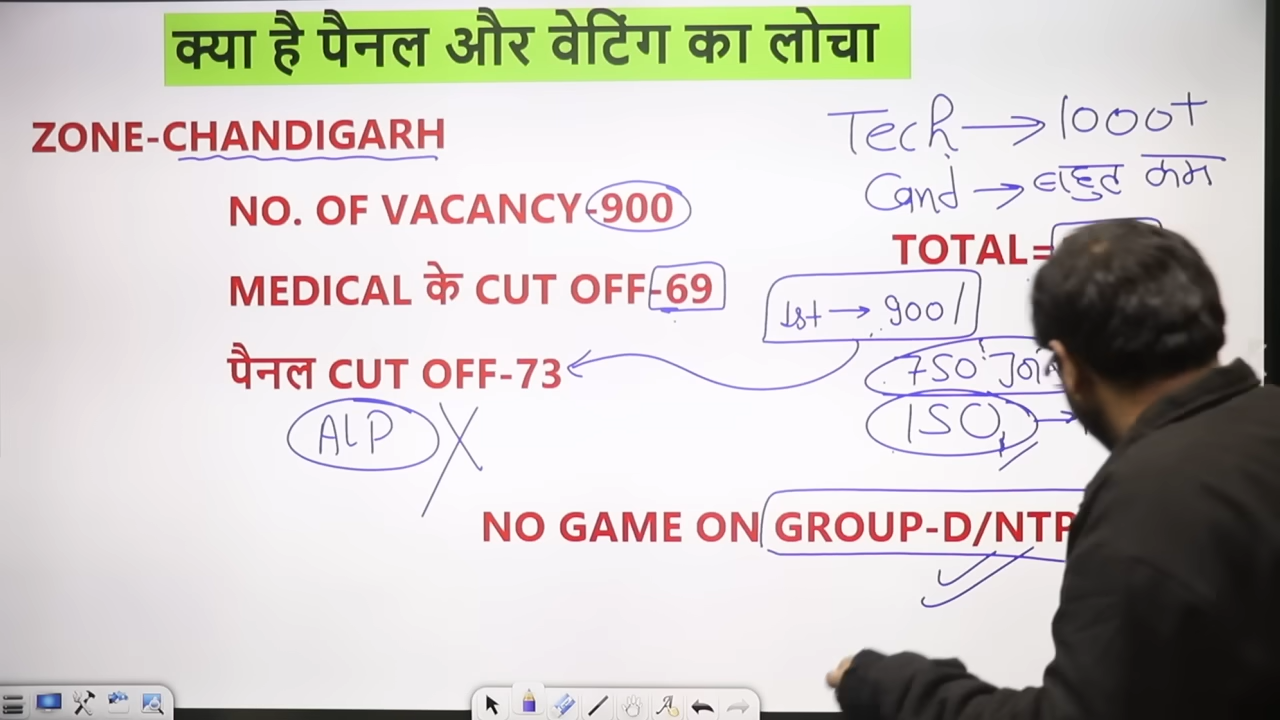 क्या है पैनल और वेटिंग का लोचा
ZONE-CHANDIGARH
Tech → 1000+
Cand → बहुत कम
NO. OF VACANCY-900
TOTAL=
MEDICAL के CUT OFF-69
1st → 900/
पैनल CUT OFF-73
750
ALP X
150 →
NO GAME ON GROUP-D/NTP